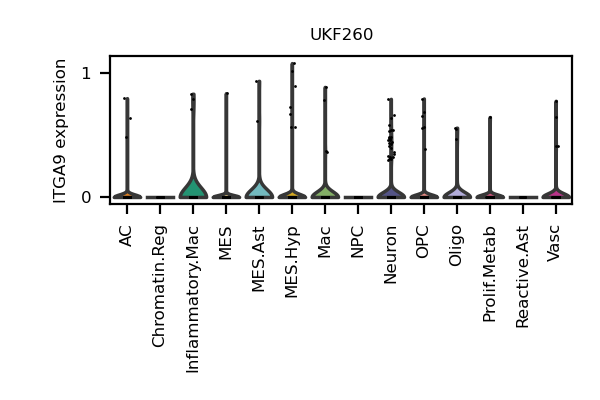 UKF260
ITGA9 expression
1
0
AC
Chromatin.Reg
Inflammatory.Mac
MES
MES.Ast
MES.Hyp
Mac
NPC
Neuron
OPC
Oligo
Prolif.Metab
Reactive.Ast
Vasc